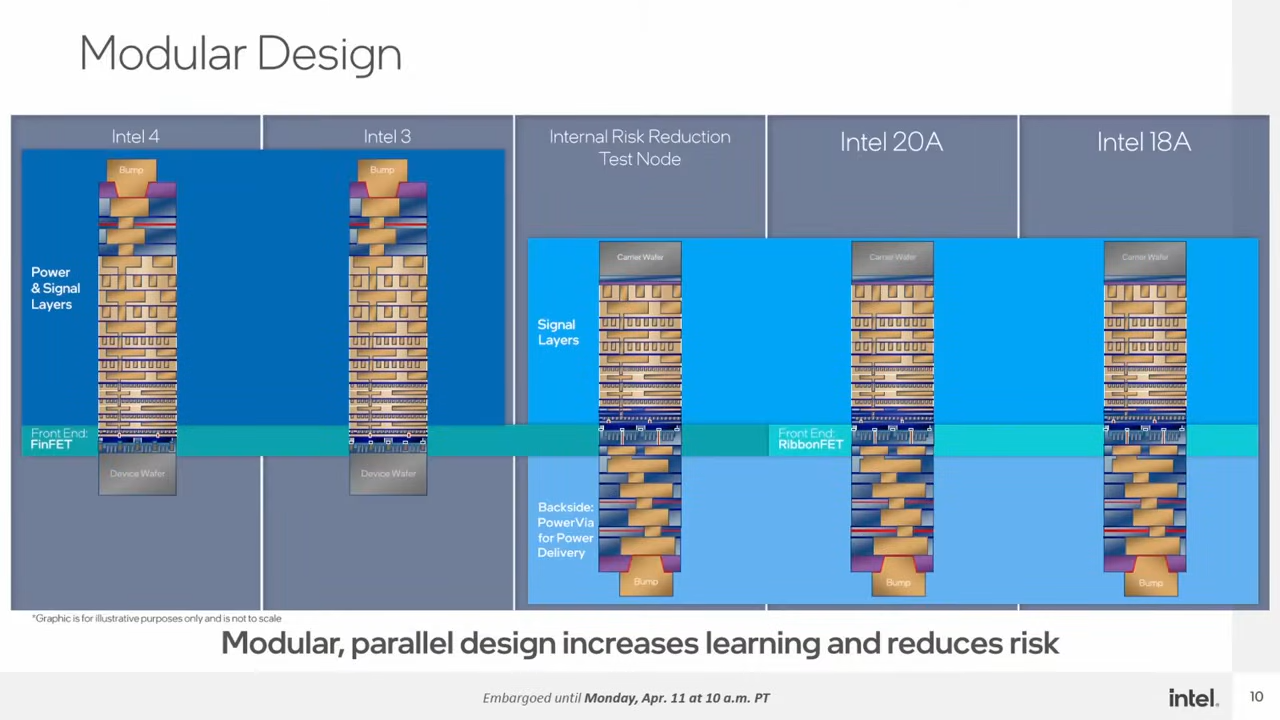 Modular Design
Intel 4
Intel 3
Internal Risk Reduction
Test Node
Intel 20A
Intel 18A
Bump
Bump
Carrier Wafer
Carrier Wafer
Carrier Wafer
Power
& Signal
Layers
Signal
Layers
Front End:
FinFET
Front End:
RibbonFET
Device Wafer
Device Wafer
Backside:
PowerVia
for Power
Delivery
Bump
Bump
Bump
*Graphic is for illustrative purposes only and is not to scale
Modular, parallel design increases learning and reduces risk
Embargoed until Monday, Apr. 11 at 10 a.m. PT
intel.
10